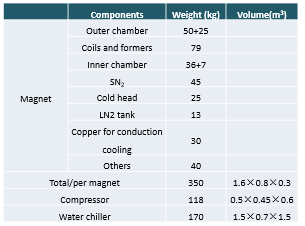 Components Weight (kg) Volume(m³)
Magnet
Outer chamber 50+25
Coils and formers 79
Inner chamber 36+7
SN₂ 45
Cold head 25
LN2 tank 13
Copper for conduction cooling 30
Others 40
Total/per magnet 350 1.6×0.8×0.3
Compressor 118 0.5×0.45×0.6
Water chiller 170 1.5×0.7×1.5